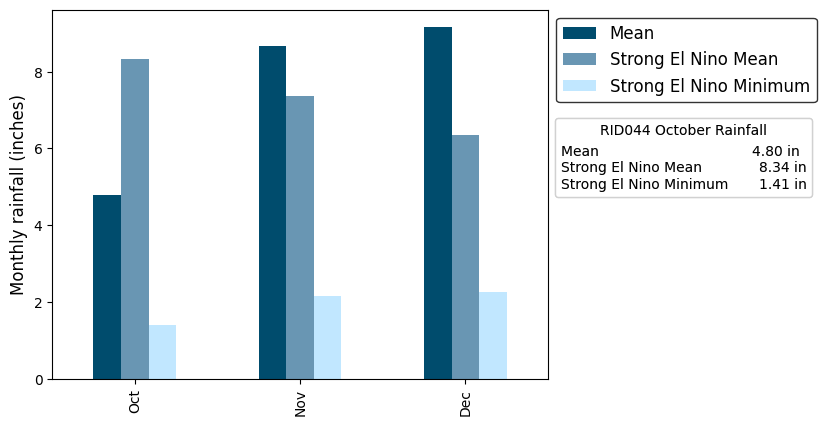 Monthly rainfall (inches)
8
6
4
2
0
Oct
Nov
Dec
Mean
Strong El Nino Mean
Strong El Nino Minimum
RID044 October Rainfall
Mean 4.80 in
Strong El Nino Mean 8.34 in
Strong El Nino Minimum 1.41 in